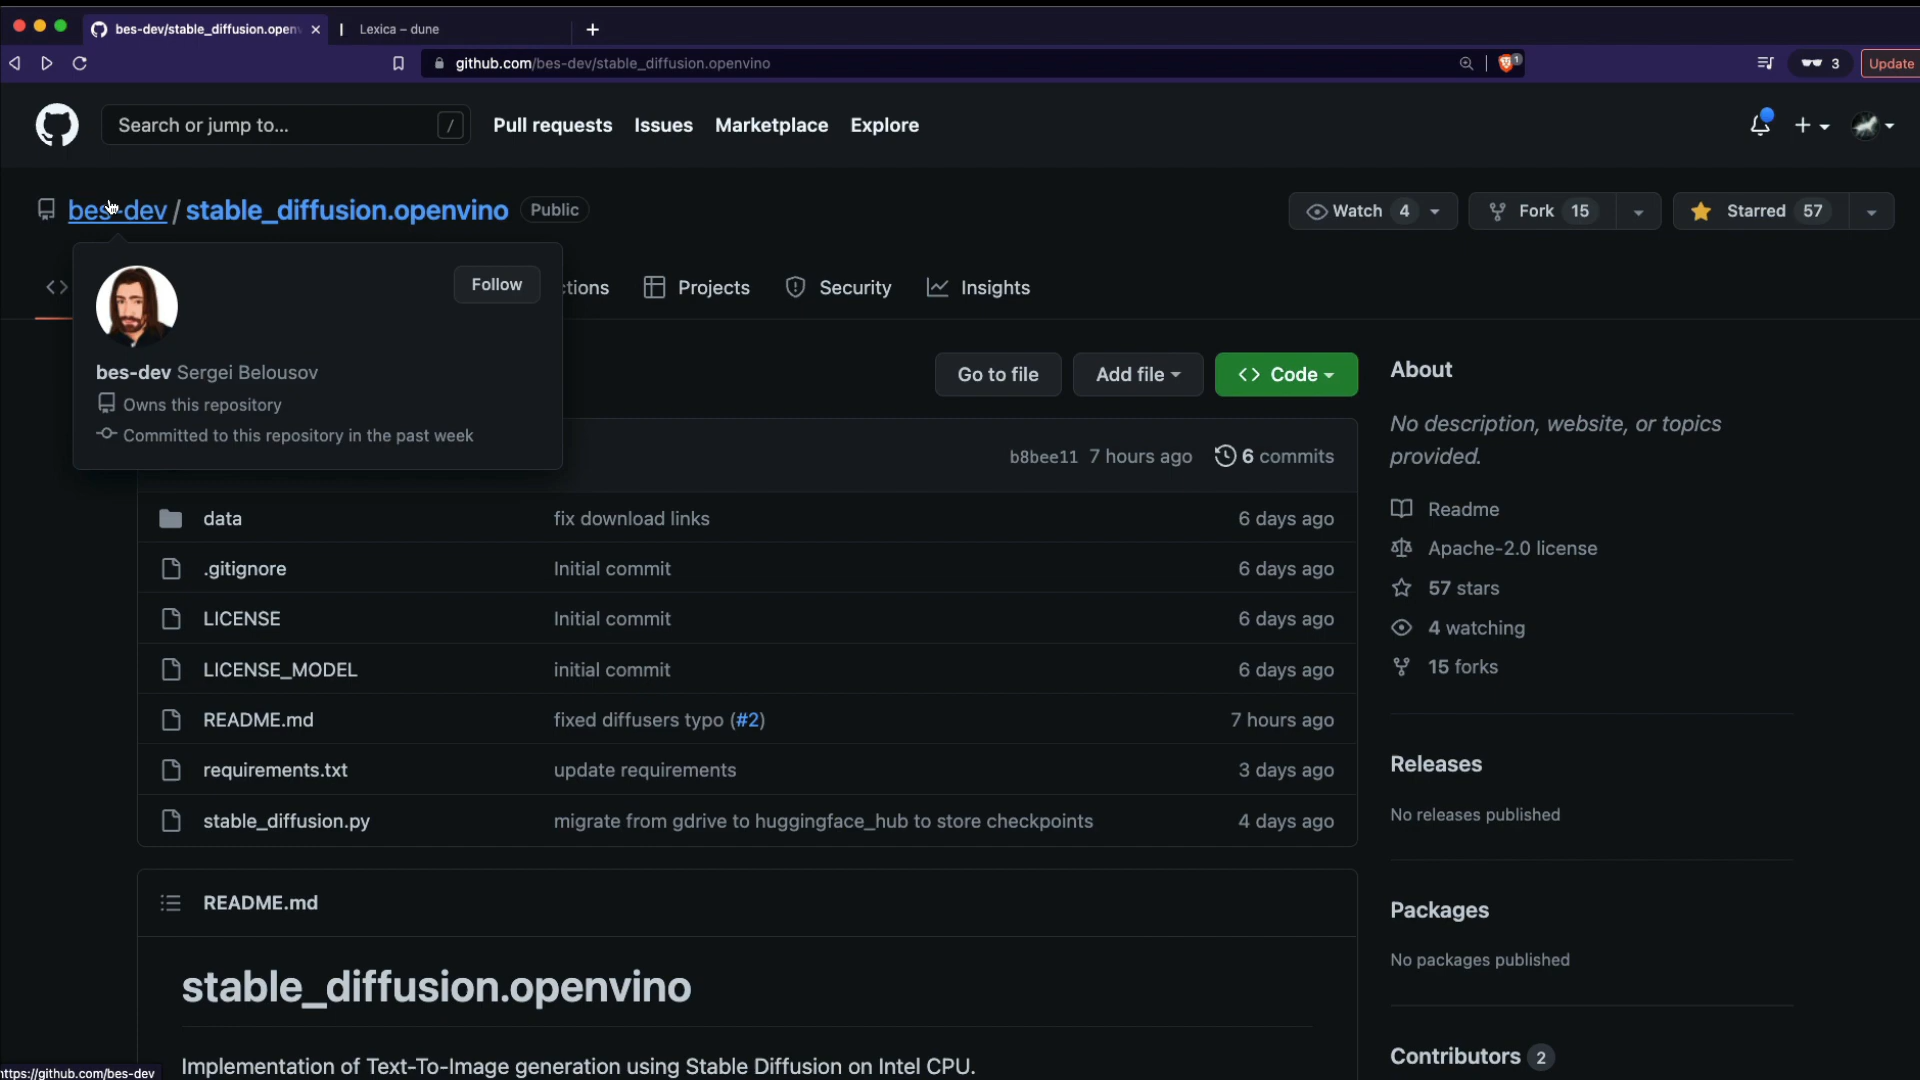 bes-dev/stable_diffusion.openv
Lexica – dune
github.com/bes-dev/stable_diffusion.openvino
1
3
Update
Search or jump to...
/
Pull requests
Issues
Marketplace
Explore
bes-dev / stable_diffusion.openvino
Public
Watch 4
Fork 15
Starred 57
Follow
ctions
Projects
Security
Insights
bes-dev Sergei Belousov
Owns this repository
Committed to this repository in the past week
Go to file
Add file
Code
b8bee11 7 hours ago
6 commits
data fix download links 6 days ago
.gitignore Initial commit 6 days ago
LICENSE Initial commit 6 days ago
LICENSE_MODEL initial commit 6 days ago
README.md fixed diffusers typo (#2) 7 hours ago
requirements.txt update requirements 3 days ago
stable_diffusion.py migrate from gdrive to huggingface_hub to store checkpoints 4 days ago
README.md
stable_diffusion.openvino
Implementation of Text-To-Image generation using Stable Diffusion on Intel CPU.
About
No description, website, or topics
provided.
Readme
Apache-2.0 license
57 stars
4 watching
15 forks
Releases
No releases published
Packages
No packages published
Contributors 2
ttps://github.com/bes-dev